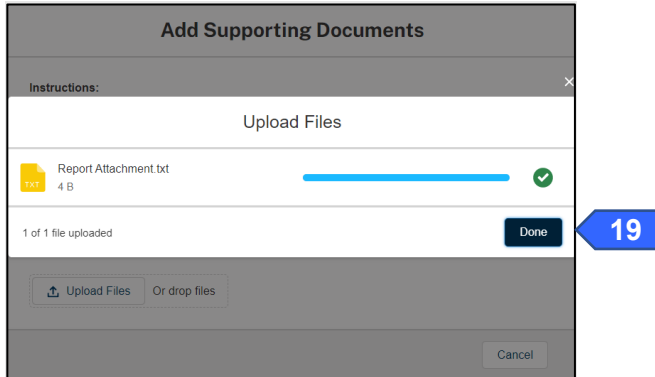 Add Supporting Documents
Instructions:
Upload Files
Report Attachment.txt
TXT
4 B
1 of 1 file uploaded
Done
19
Upload Files
Or drop files
Cancel